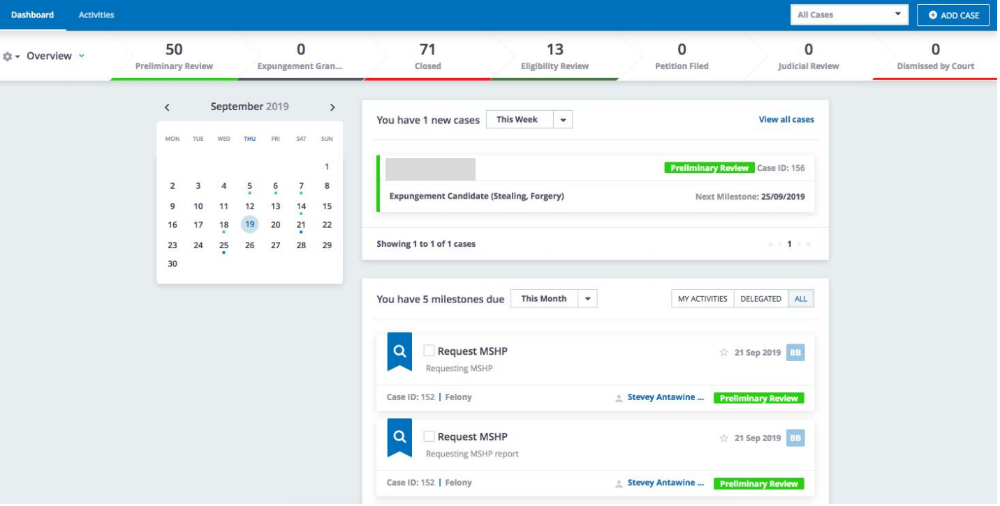 Dashboard Activities All Cases ADD CASE
Overview
50 0 71 13 0 0 0
Preliminary Review Expungement Gran... Closed Eligibility Review Petition Filed Judicial Review Dismissed by Court
September 2019
MON TUE WED THU FRI SAT SUN
1
2 3 4 5 6 7 8
9 10 11 12 13 14 15
16 17 18 19 20 21 22
23 24 25 26 27 28 29
30
You have 1 new cases This Week View all cases
Preliminary Review Case ID: 156
Expungement Candidate (Stealing, Forgery) Next Milestone: 25/09/2019
Showing 1 to 1 of 1 cases « ‹ 1 › »
You have 5 milestones due This Month MY ACTIVITIES DELEGATED ALL
Request MSHP 21 Sep 2019 BB
Requesting MSHP
Case ID: 152 | Felony Stevey Antawine ... Preliminary Review
Request MSHP 21 Sep 2019 BB
Requesting MSHP report
Case ID: 152 | Felony Stevey Antawine ... Preliminary Review